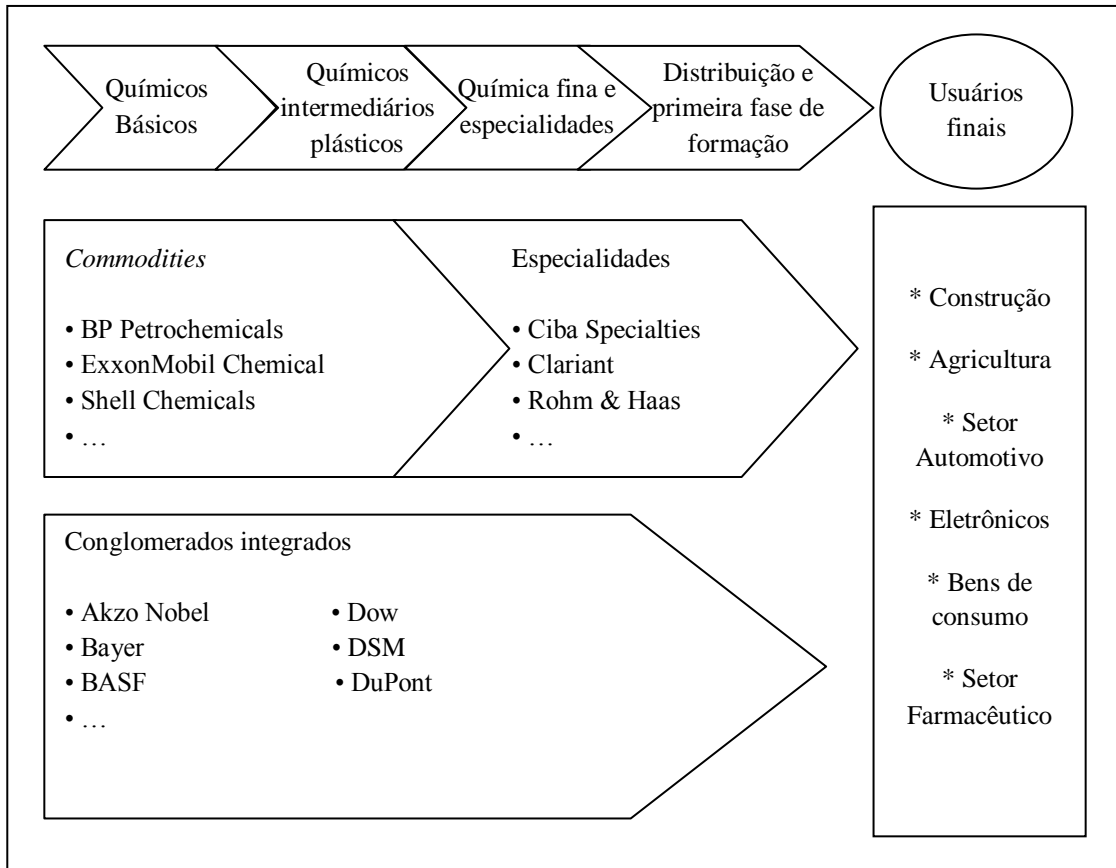 Químicos
Básicos
Químicos
intermediários
plásticos
Química fina e
especialidades
Distribuição e
primeira fase de
formação
Usuários
finais
Commodities
• BP Petrochemicals
• ExxonMobil Chemical
• Shell Chemicals
• …
Especialidades
• Ciba Specialties
• Clariant
• Rohm & Haas
• …
Conglomerados integrados
• Akzo Nobel
• Bayer
• BASF
• …
• Dow
• DSM
• DuPont
* Construção
* Agricultura
* Setor
Automotivo
* Eletrônicos
* Bens de
consumo
* Setor
Farmacêutico